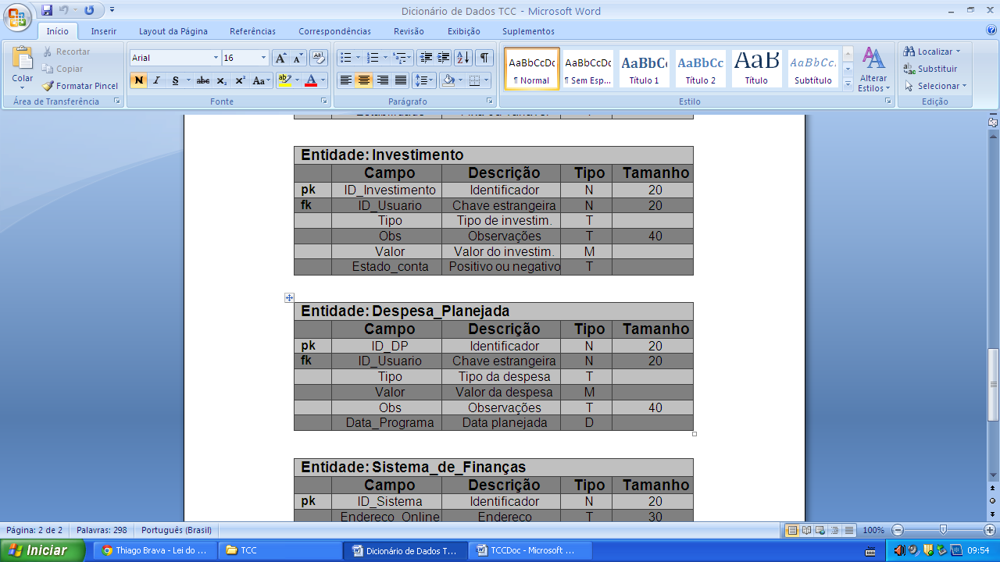 Dicionário de Dados TCC - Microsoft Word
Início Inserir Layout da Página Referências Correspondências Revisão Exibição Suplementos
Colar
Recortar
Copiar
Formatar Pincel
Área de Transferência
Arial 16
N I S abc x₂ x² Aa
Fonte
Parágrafo
AaBbCcDc AaBbCcDc AaBbCc AaBbCc AaB AaBbCcDc
¶ Normal ¶ Sem Esp... Título 1 Título 2 Título Subtítulo
Alterar Estilos
Estilo
Localizar
Substituir
Selecionar
Edição
Entidade: Investimento
Campo Descrição Tipo Tamanho
pk ID_Investimento Identificador N 20
fk ID_Usuario Chave estrangeira N 20
Tipo Tipo de investim. T
Obs Observações T 40
Valor Valor do investim. M
Estado_conta Positivo ou negativo T
Entidade: Despesa_Planejada
Campo Descrição Tipo Tamanho
pk ID_DP Identificador N 20
fk ID_Usuario Chave estrangeira N 20
Tipo Tipo da despesa T
Valor Valor da despesa M
Obs Observações T 40
Data_Programa Data planejada D
Entidade: Sistema_de_Finanças
Campo Descrição Tipo Tamanho
pk ID_Sistema Identificador N 20
Endereco_Online Endereco T 30
Página: 2 de 2 Palavras: 298 Português (Brasil) 100%
Iniciar Thiago Brava - Lei do ... TCC Dicionário de Dados T... TCCDoc - Microsoft W... 09:54